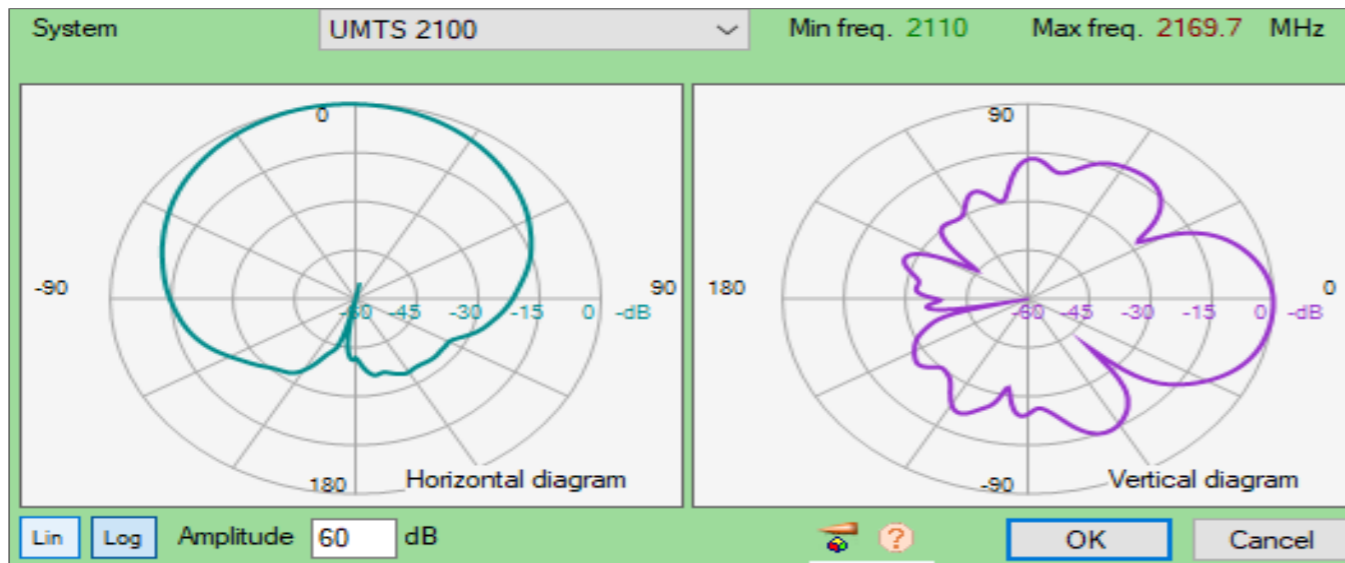 System UMTS 2100 Min freq. 2110 Max freq. 2169.7 MHz
0
-90 90
-60 -45 -30 -15 0 -dB
180 Horizontal diagram
90
180 0
-60 -45 -30 -15 0 -dB
-90 Vertical diagram
Lin Log Amplitude 60 dB ? OK Cancel